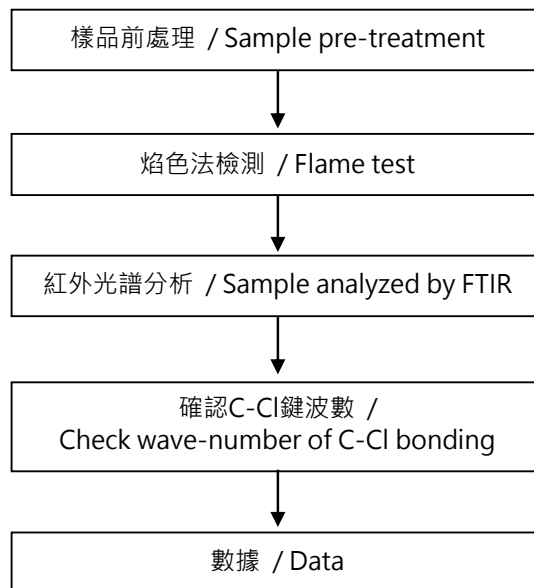 樣品前處理 / Sample pre-treatment
焰色法檢測 / Flame test
紅外光譜分析 / Sample analyzed by FTIR
確認C-Cl鍵波數 /
Check wave-number of C-Cl bonding
數據 / Data